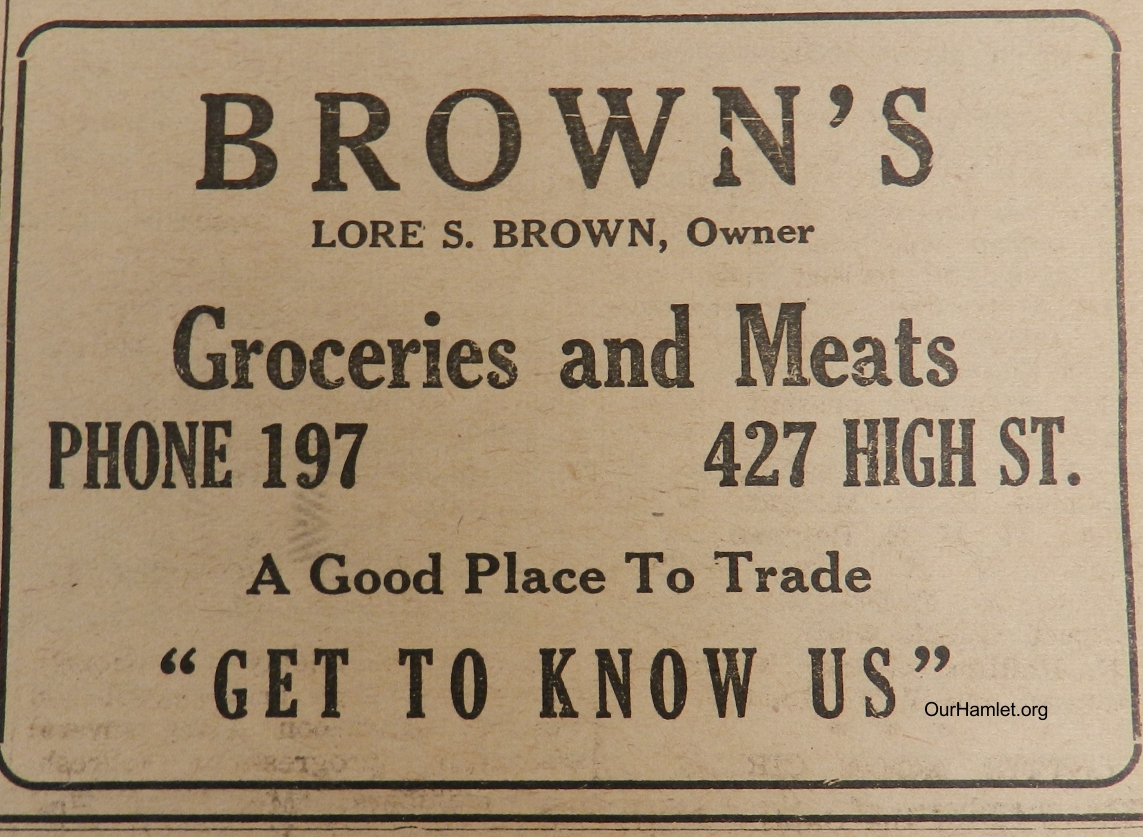 BROWN'S
LORE S. BROWN, Owner
Groceries and Meats
PHONE 197 427 HIGH ST.
A Good Place To Trade
"GET TO KNOW US"
OurHamlet.org